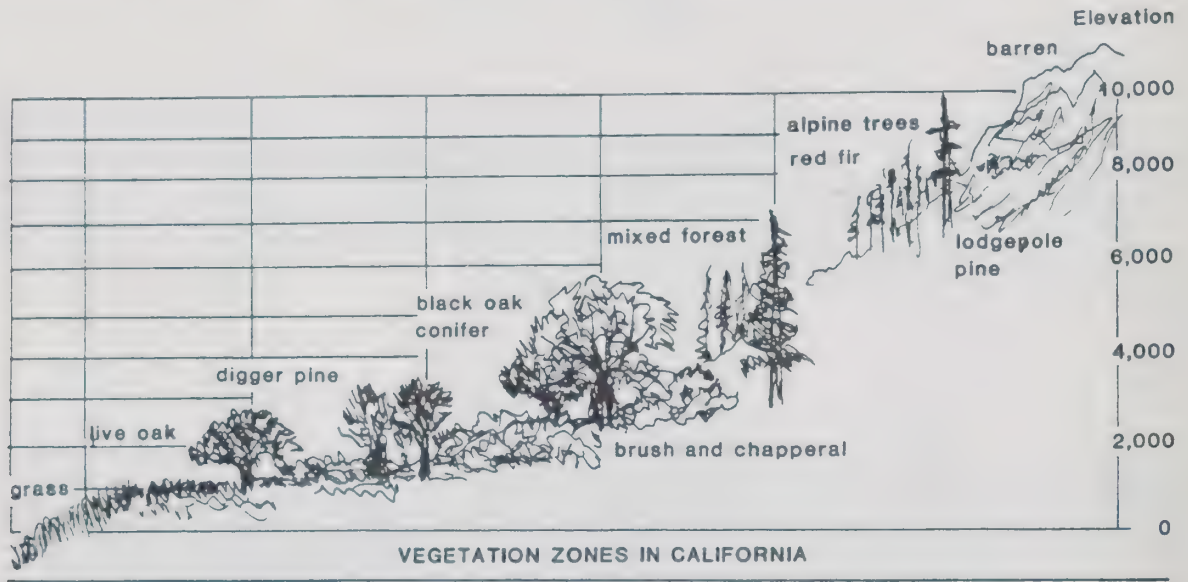 Elevation
barren
10,000
alpine trees
red fir
8,000
mixed forest
lodgepole
pine
6,000
black oak
conifer
4,000
digger pine
live oak
2,000
brush and chapperal
grass
0
VEGETATION ZONES IN CALIFORNIA